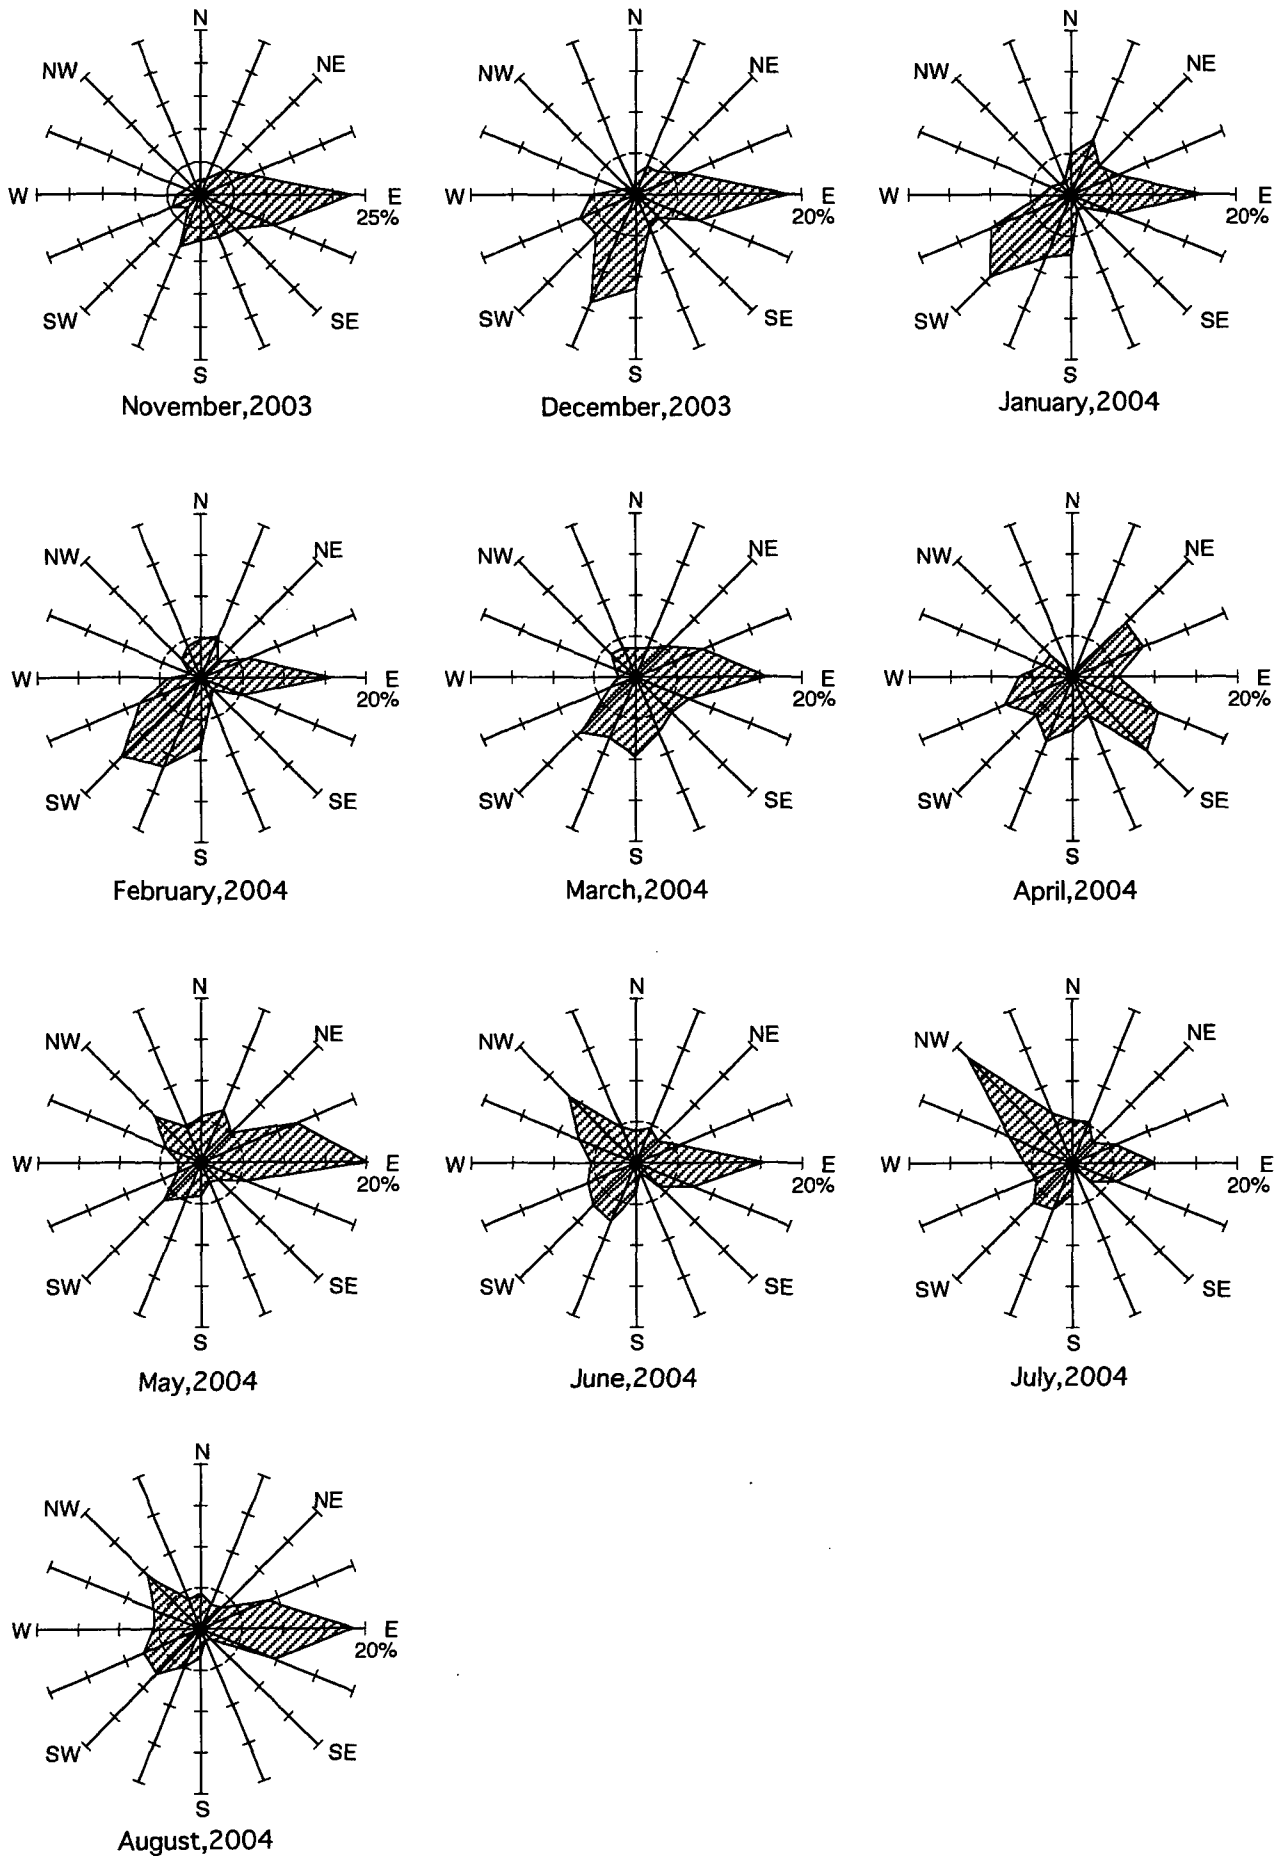 N
NW
NE
W
E
25%
SW
SE
S
November,2003
N
NW
NE
E
20%
SW
SE
S
December,2003
N
NW
NE
W
E
20%
SW
SE
S
January,2004
N
NW
NE
W
E
20%
SW
SE
S
February,2004
N
NW
NE
W
E
20%
SW
SE
S
March,2004
N
NW
NE
W
E
20%
SW
SE
S
April,2004
N
NW
NE
W
E
20%
SW
SE
S
May,2004
N
NW
NE
W
E
20%
SW
SE
S
June,2004
N
NW
NE
W
E
20%
SW
SE
S
July,2004
N
NW
NE
W
E
20%
SW
SE
S
August,2004